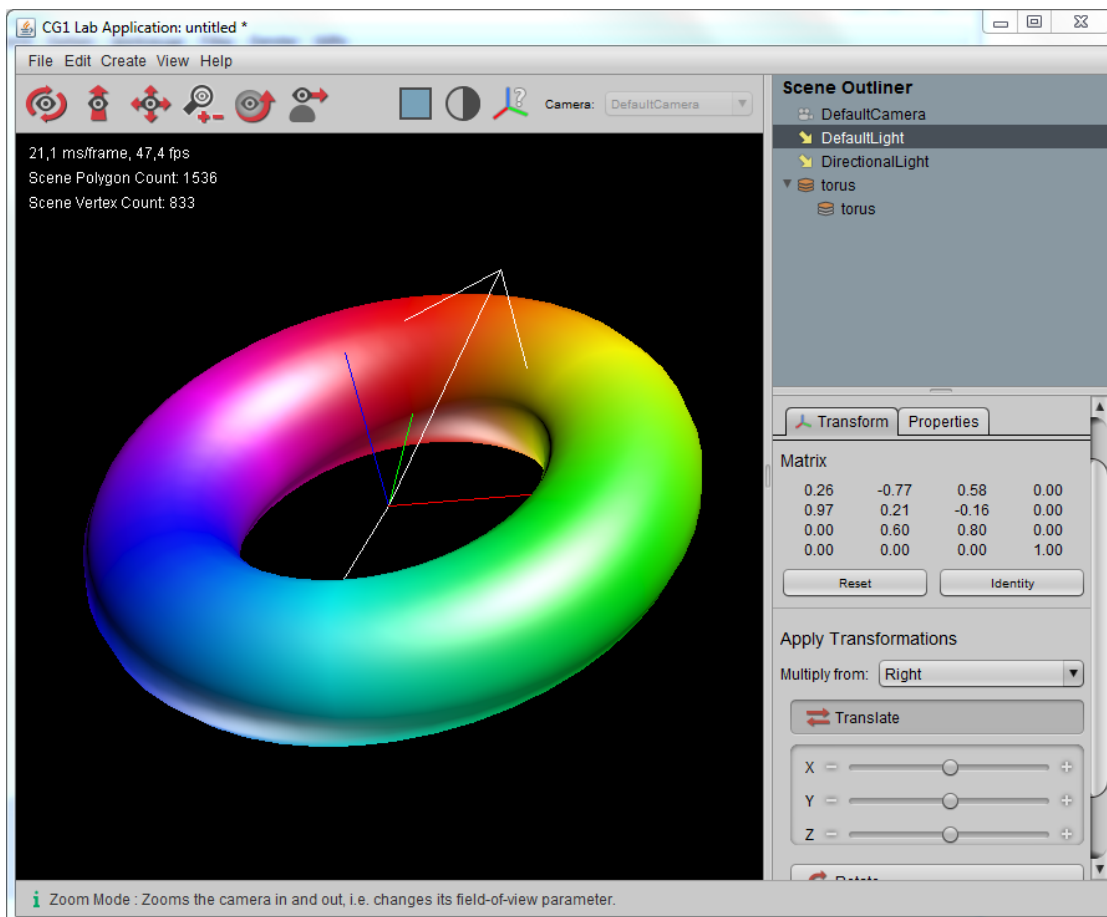 CG1 Lab Application: untitled *
File Edit Create View Help
Camera: DefaultCamera
21,1 ms/frame, 47,4 fps
Scene Polygon Count: 1536
Scene Vertex Count: 833
Scene Outliner
DefaultCamera
DefaultLight
DirectionalLight
torus
torus
Transform Properties
Matrix
0.26 -0.77 0.58 0.00
0.97 0.21 -0.16 0.00
0.00 0.60 0.80 0.00
0.00 0.00 0.00 1.00
Reset Identity
Apply Transformations
Multiply from: Right
Translate
X
Y
Z
Rotate
Zoom Mode : Zooms the camera in and out, i.e. changes its field-of-view parameter.